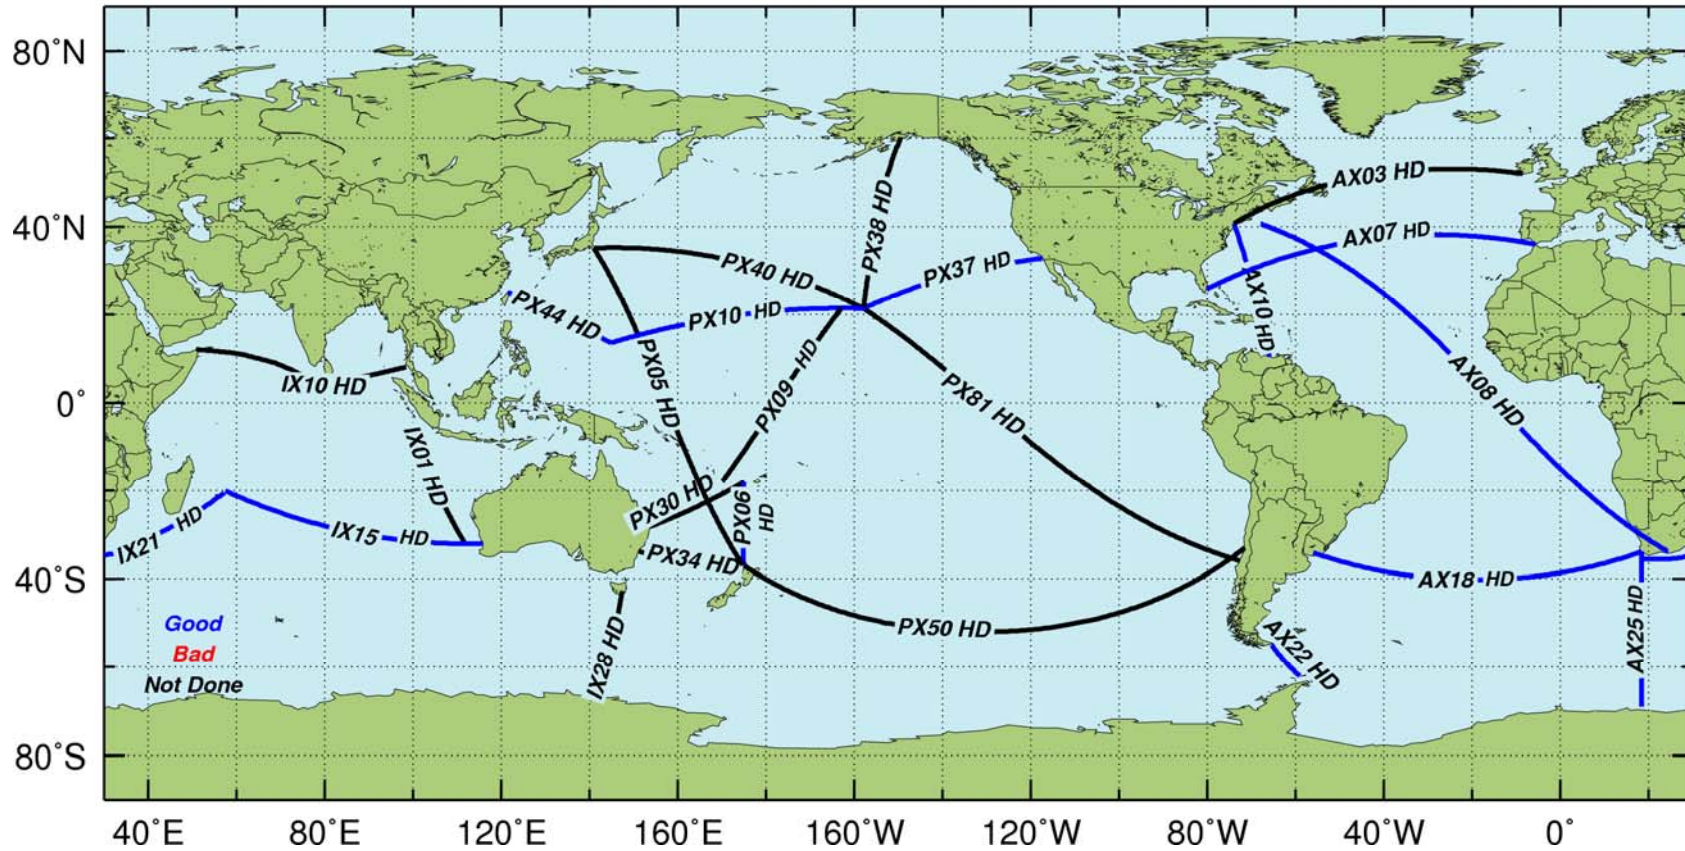 80°N
40°N
0°
40°S
80°S
AX03 HD
AX07 HD
PX38 HD
PX40 HD
PX37 HD
AX10 HD
PX44 HD
PX10 HD
PX05 HD
PX09 HD
IX10 HD
PX81 HD
AX08 HD
IX01 HD
PX30 HD
PX06 HD
IX21 HD
IX15 HD
PX34 HD
AX18 HD
PX50 HD
AX25 HD
AX22 HD
IX28 HD
Good
Bad
Not Done
40°E 80°E 120°E 160°E 160°W 120°W 80°W 40°W 0°